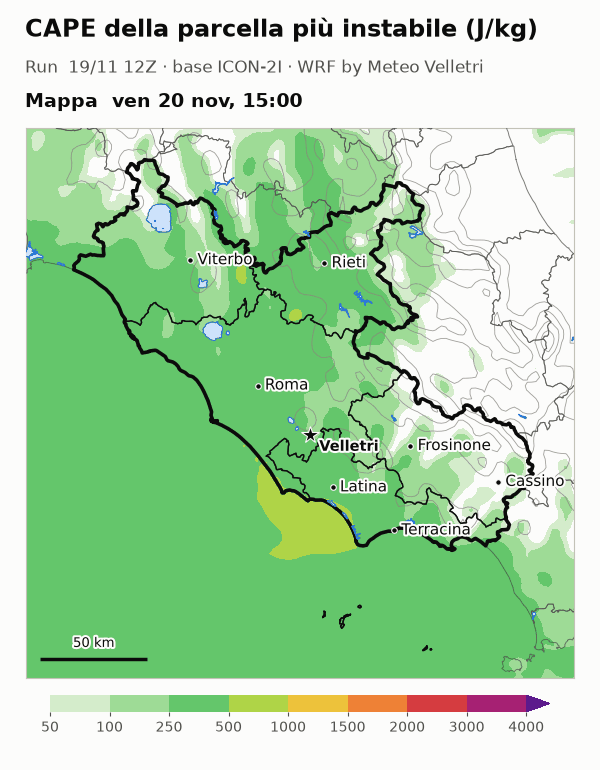 CAPE della parcella più instabile (J/kg)
Run  19/11 12Z · base ICON-2I · WRF by Meteo Velletri
Mappa  ven 20 nov, 15:00
Viterbo
Rieti
Roma
Velletri
Frosinone
Latina
Cassino
Terracina
50 km
50 100 250 500 1000 1500 2000 3000 4000